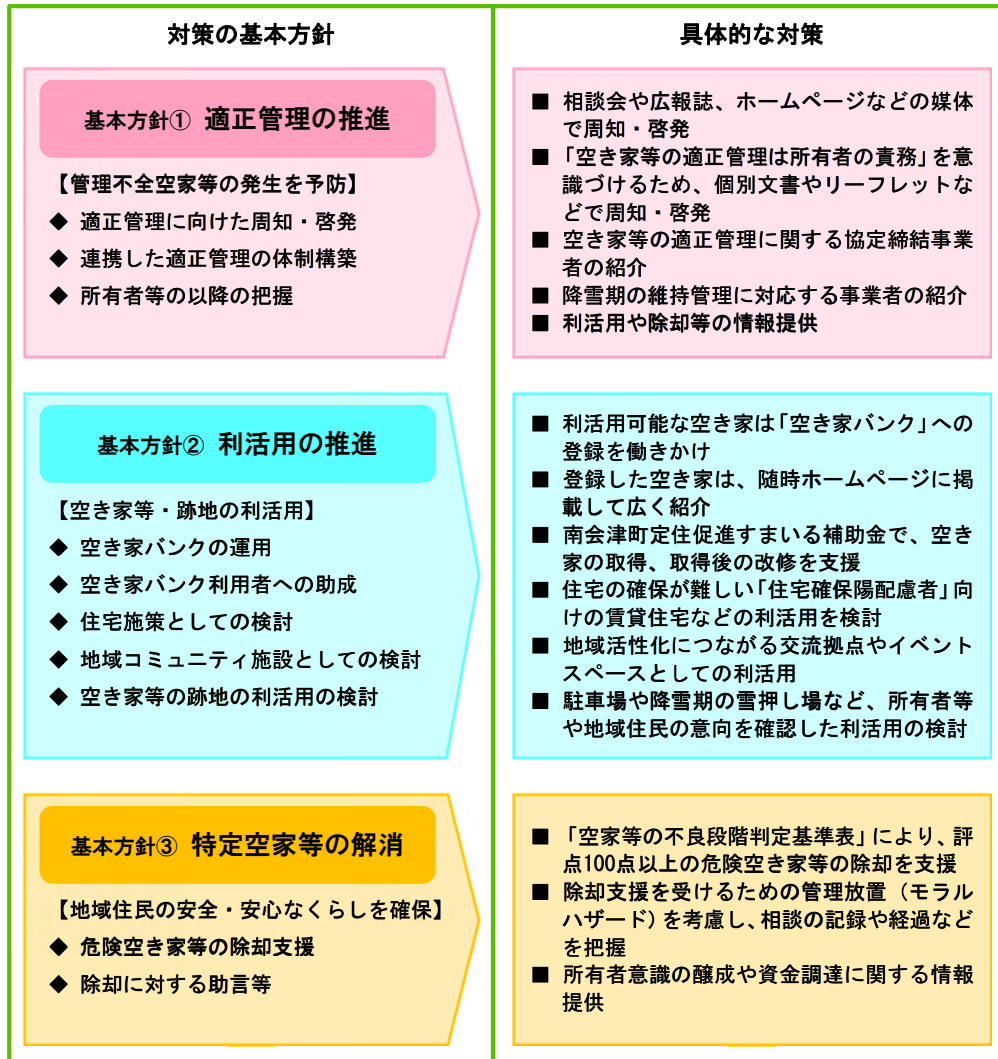 対策の基本方針
基本方針① 適正管理の推進
【管理不全空家等の発生を予防】
◆ 適正管理に向けた周知・啓発
◆ 連携した適正管理の体制構築
◆ 所有者等の以降の把握
具体的な対策
■ 相談会や広報誌、ホームページなどの媒体
で周知・啓発
■ 「空き家等の適正管理は所有者の責務」を意
識づけるため、個別文書やリーフレットな
どで周知・啓発
■ 空き家等の適正管理に関する協定締結事業
者の紹介
■ 降雪期の維持管理に対応する事業者の紹介
■ 利活用や除却等の情報提供
基本方針② 利活用の推進
【空き家等・跡地の利活用】
◆ 空き家バンクの運用
◆ 空き家バンク利用者への助成
◆ 住宅施策としての検討
◆ 地域コミュニティ施設としての検討
◆ 空き家等の跡地の利活用の検討
■ 利活用可能な空き家は「空き家バンク」への
登録を働きかけ
■ 登録した空き家は、随時ホームページに掲
載して広く紹介
■ 南会津町定住促進すまいる補助金で、空き
家の取得、取得後の改修を支援
■ 住宅の確保が難しい「住宅確保陽配慮者」向
けの賃貸住宅などの利活用を検討
■ 地域活性化につながる交流拠点やイベント
スペースとしての利活用
■ 駐車場や降雪期の雪押し場など、所有者等
や地域住民の意向を確認した利活用の検討
基本方針③ 特定空家等の解消
【地域住民の安全・安心なくらしを確保】
◆ 危険空き家等の除却支援
◆ 除却に対する助言等
■ 「空家等の不良段階判定基準表」により、評
点100点以上の危険空き家等の除却を支援
■ 除却支援を受けるための管理放置（モラル
ハザード）を考慮し、相談の記録や経過など
を把握
■ 所有者意識の醸成や資金調達に関する情報
提供